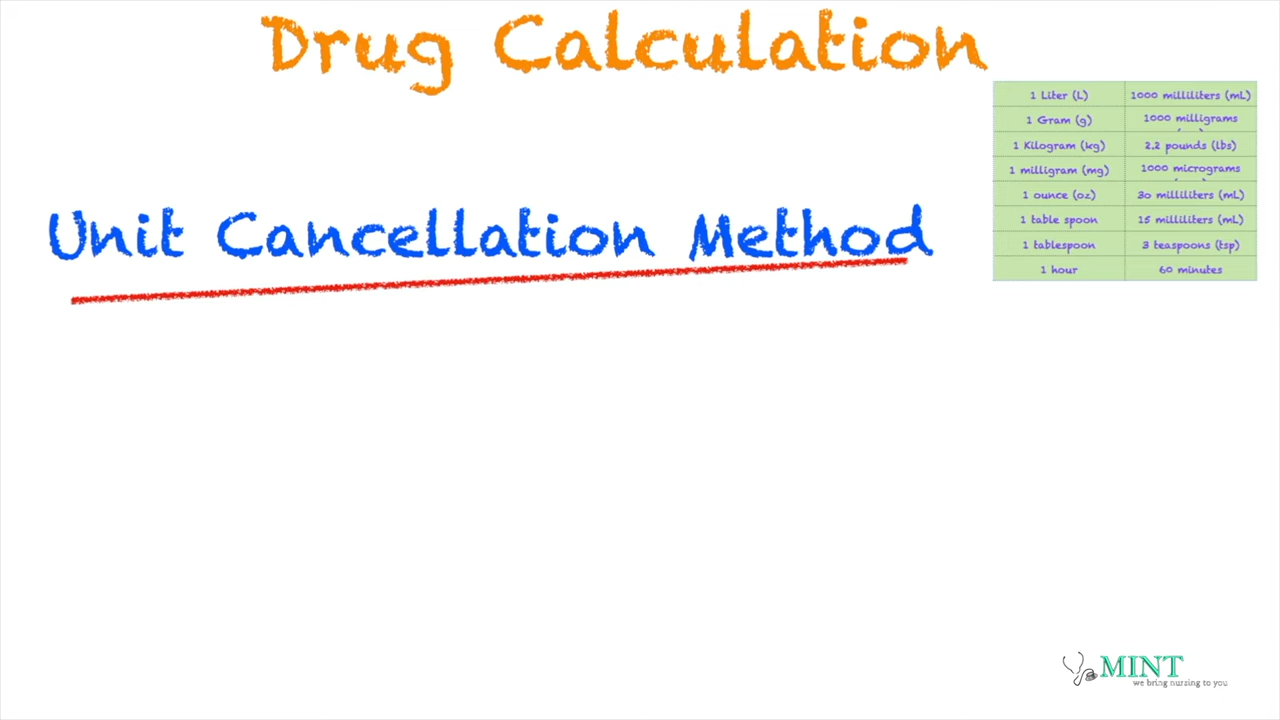 Drug Calculation
1 Liter (L) 1000 milliliters (mL)
1 Gram (g) 1000 milligrams
1 Kilogram (kg) 2.2 pounds (lbs)
1 milligram (mg) 1000 micrograms
1 ounce (oz) 30 milliliters (mL)
1 table spoon 15 milliliters (mL)
1 tablespoon 3 teaspoons (tsp)
1 hour 60 minutes
Unit Cancellation Method
MINT
we bring nursing to you